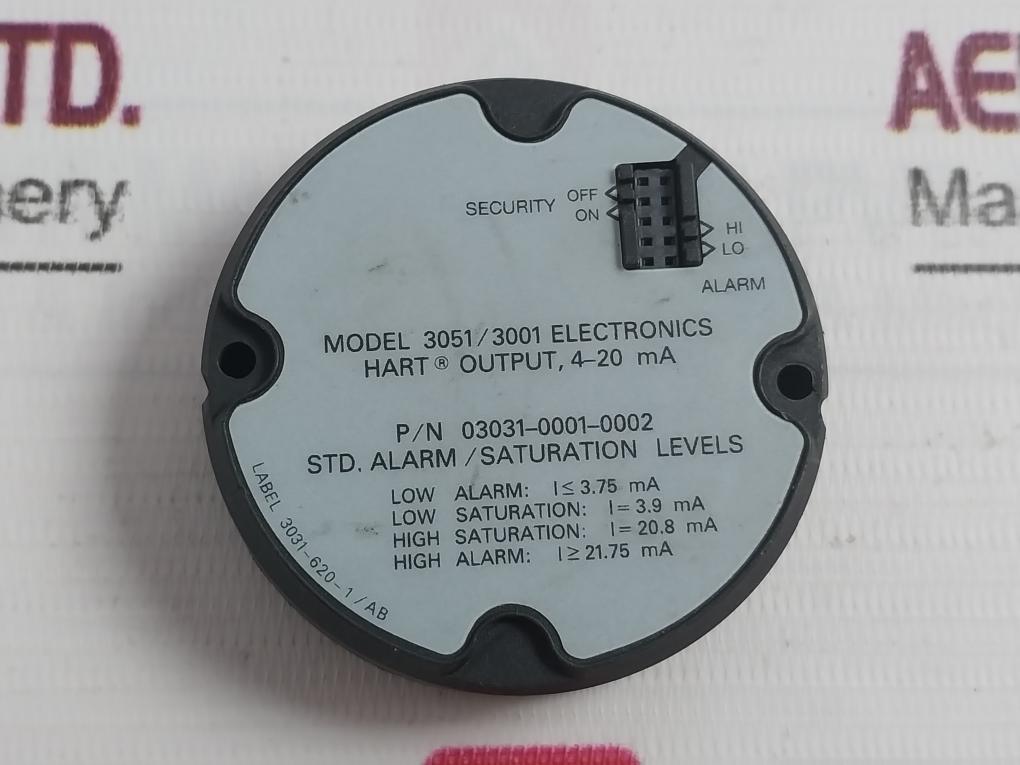 TD.
AE
ery
Ma
SECURITY OFF
ON
HI
LO
ALARM
MODEL 3051/3001 ELECTRONICS
HART ® OUTPUT, 4-20 mA
P/N 03031-0001-0002
STD. ALARM/SATURATION LEVELS
LOW ALARM: I≤ 3.75 mA
LOW SATURATION: I= 3.9 mA
HIGH SATURATION: I= 20.8 mA
HIGH ALARM: I≥ 21.75 mA
LABEL 3031-620-1/AB